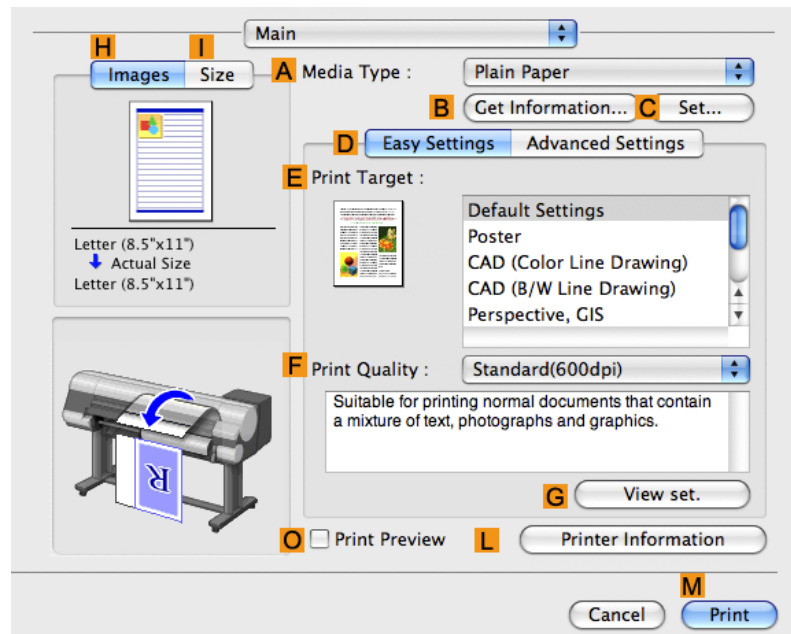 Main
H
I
Images
Size
A
Media Type :
Plain Paper
B
Get Information...
C
Set...
D
Easy Settings
Advanced Settings
E
Print Target :
Default Settings
Poster
CAD (Color Line Drawing)
CAD (B/W Line Drawing)
Perspective, GIS
Letter (8.5"x11")
Actual Size
Letter (8.5"x11")
F
Print Quality :
Standard(600dpi)
Suitable for printing normal documents that contain
a mixture of text, photographs and graphics.
R
G
View set.
O
Print Preview
L
Printer Information
M
Cancel
Print